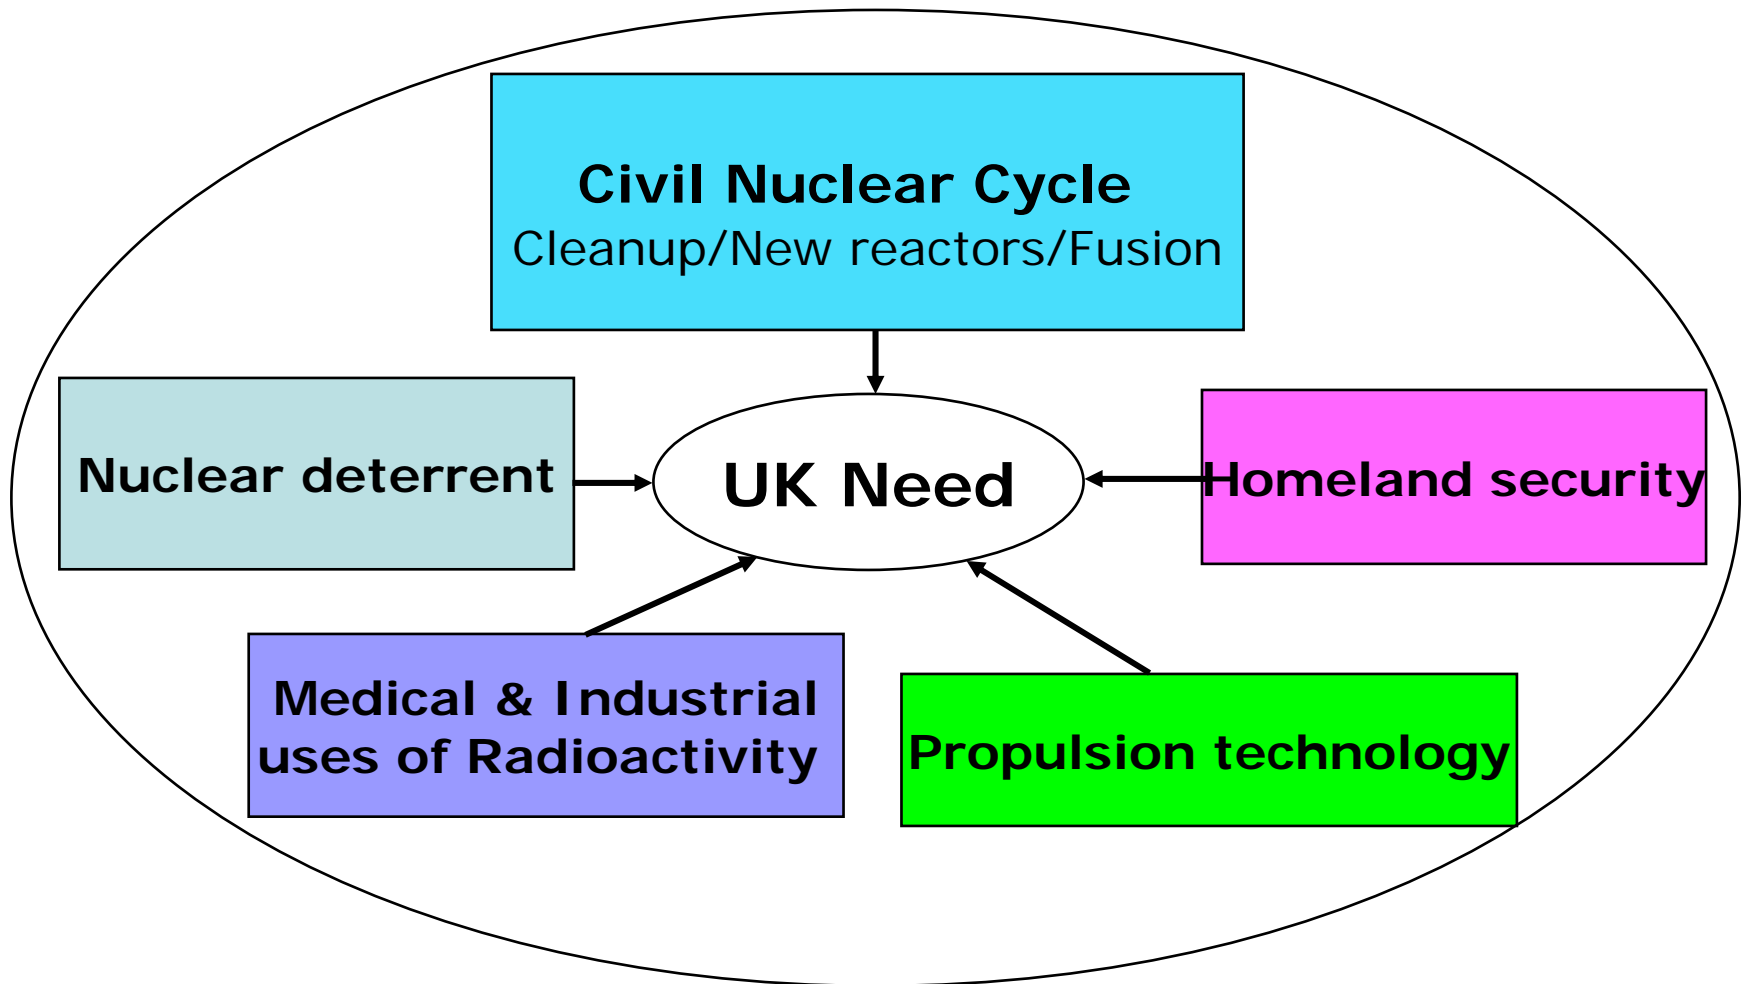 Civil Nuclear Cycle
Cleanup/New reactors/Fusion
Nuclear deterrent
UK Need
Homeland security
Medical & Industrial
uses of Radioactivity
Propulsion technology